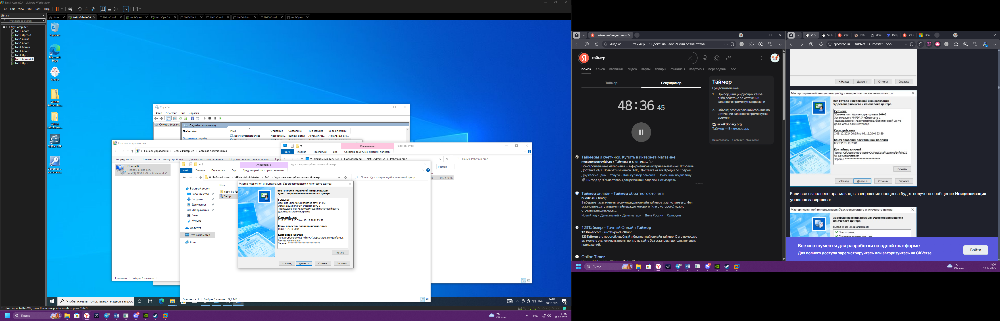 Net1-AdminCA - VMware Workstation
File Edit View VM Tabs Help
Library
Type here to search
My Computer
Net1-Coord
Net1-OperCA
Net2-Client
Net2-Coord
Net3-Admin
Net3-Coord
Net3-Open
Net1-AdminCA
Net1-Open
Home
Net1-AdminCA
Net1-Coord
Net1-Open
Net1-OperCA
Net2-Client
Net2-Coord
Net3-Admin
Net3-Coord
Net3-Open
Корзина
Microsoft
Edge
Yandex
ViPNet
Administra...
ViPNet
Administra...
ViPNet CSP
Удостове...
и ключев...
Службы
Файл Действие Вид Справка
Службы (локалы
Службы (локальные)
NccService
Остановить службу
Имя Описание Состояние Тип запуска Вход от имени
NccFilewatcherService NccFilewat... Выполняется Автоматиче... Локальная сис...
Сетевые подключения
Панель управления › Сеть и Интернет › Сетевые подключения
Упорядочить Отключение сетевого устройства Диагностика подключения Переименование подключения Прос
Ethernet0
Неопознанная сеть
Intel(R) 82574L Gigabit Network C...
1 элемент Выбран 1 элемент
Извлечение Рабочий стол
Файл Главная Поделиться Вид Средства работы со сжатыми папками
« Локальный диск (C:) › Пользователи › Net1-AdminCA › Рабочий стол
Поиск: Рабочий стол
Размер
1 019 570 КБ
Управление Удостоверяющий и ключевой центр
Файл Главная Поделиться Вид Средства работы с приложениями
« Рабочий стол › ViPNet Administrator › Soft › Удостоверяющий и ключевой центр
Поиск: Удостоверяющий и ключевой центр
Быстрый доступ
Рабочий стол
Загрузки
Документы
Изображения
Видео
Музыка
OneDrive
Этот компьютер
Сеть
Имя
copy_kc_for
Setup
Элементов: 2 Выбран 1 элемент: 89,6 МБ
Мастер первичной инициализации Удостоверяющего и ключевого центра
Все готово к первичной инициализации
Удостоверяющего и ключевого центра
Субъект
Обычное имя: Администратор сети 14443
Организация: МИРЭА Учебная сеть 1
Подразделение: Удостоверяющий и ключевой центр
Должность: Администратор
Срок действия
С 18.12.2025 13:59 по 18.12.2041 23:59
Ключ проверки электронной подписи
ГОСТ Р 34.10-2001
Контейнер ключей
Папка: C:\Users\Net1-AdminCA\AppData\Roaming\InfoTeCS
\ViPNet Administrator
Пароль: ************************
Печать
< Назад Далее > Отмена Справка
Чтобы начать поиск, введите здесь запрос
ENG
14:00
18.12.2025
To direct input to this VM, move the mouse pointer inside or press Ctrl+G.
Поиск
1°C
Облачно
РУС
14:00
18.12.2025
1
таймер — Яндекс: наш
Яндекс
таймер — Яндекс: нашлось 9 млн результатов
Я
таймер
поиск алиса картинки видео карты товары финансы квартиры переводчик все
Таймер Секундомер
48:36 45
Та́ймер
Существительное
1. Прибор, инициирующий какое-
либо действие по истечении
заданного промежутка времени
2. Объект, возбуждающий событие по
истечении заданного промежутка
времени
ru.wiktionary.org
Та́ймер — Викисловарь
Викисловарь Сообщить об ошибке
Таймеры и счетчики. Купить в интернет-магазине
moscow.petrovich.ru › Таймеры-и-счетчики...
Все строительные материалы — в фирменном интернет-магазине Петрович ·
Доставка 24/7. Возврат излишков 360д.. Доставка от 4 ч. Кредит со Сбером
Дружеские цены · Услуги · Калькулятор ремонта · Помощник по дизайну
Выгода до 90% на товары для ремонта и отделки Посмотреть
промо
Таймер онлайн - Таймер обратного отсчета
budilki.ru › timer/
Выберите часы, минуты и секунды для онлайн таймера и запустите его. Или
установите дату и время таймера, до которого (или с которого) нужно
отсчитывать дни, часы...
Новый год · День знаний · День матери · День России · Хэллоуин
123Таймер – Точный Онлайн Таймер
123timer.com › ru?ref=producthunt
123Таймер это простой, удобный и бесплатный онлайн таймер. С его помощью
вы можете отслеживать время прямо на сайте без установки дополнительных
приложений.
Online Timer
8
V
ViPI
sqle
Inst
dow
Исп
sql s
Dow
gitverse.ru
ViPNet-IB - master - boo...
< Назад Далее > Отмена Справка
Мастер первичной инициализации Удостоверяющего и ключевого центра
Все готово к первичной инициализации
Удостоверяющего и ключевого центра
Субъект
Обычное имя: Администратор сети 14443
Организация: МИРЭА Учебная сеть 1
Подразделение: Удостоверяющий и ключевой центр
Должность: Администратор
Срок действия
С 09.12.2024 20:35 по 09.12.2040 23:59
Ключ проверки электронной подписи
ГОСТ Р 34.10-2001
Контейнер ключей
Папка: C:\Users\Net-1-AdminCA\AppData\Roaming\InfoTeCS
\ViPNet Administrator
Пароль: **************************
Печать
< Назад Далее > Отмена Справка
Если все выполнено правильно, в завершение процесса будет получено сообщение Инициализация
успешно завершена:
Мастер первичной инициализации Удостоверяющего и ключевого центра
Завершение инициализации Удостоверяющего и
ключевого центра
Выполнение инициализации:
Подготовка
Создание администратора
Все инструменты для разработки на одной платформе
Для полного доступа зарегистрируйтесь или авторизуйтесь на GitVerse
Войти
Поиск
1°C
Облачно
14:00
18.12.2025